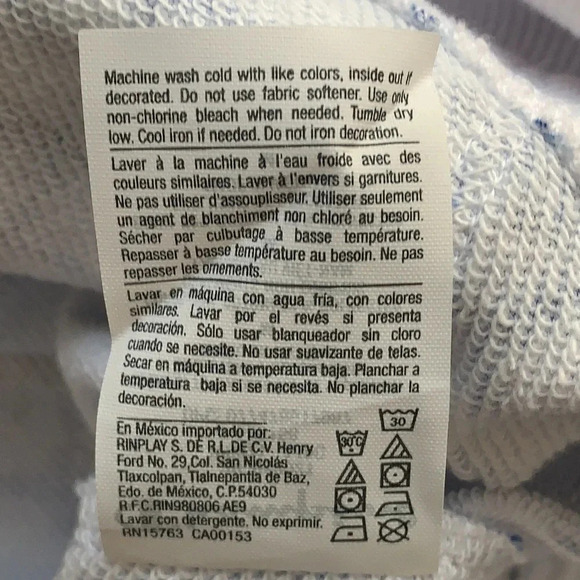 Machine wash cold with like colors, inside out if
decorated. Do not use fabric softener. Use only
non-chlorine bleach when needed. Tumble dry
low. Cool iron if needed. Do not iron decoration.
Laver à la machine à l'eau froide avec des
couleurs similaires. Laver à l'envers si garnitures.
Ne pas utiliser d'assouplisseur. Utiliser seulement
un agent de blanchiment non chloré au besoin.
Sécher par culbutage à basse température.
Repasser à basse température au besoin. Ne pas
repasser les ornements.
Lavar en máquina con agua fría, con colores
similares. Lavar por el revés si presenta
decoración. Sólo usar blanqueador sin cloro
cuando se necesite. No usar suavizante de telas.
Secar en máquina a temperatura baja. Planchar a
temperatura baja si se necesita. No planchar la
decoración.
En México importado por:
RINPLAY S. DE R.L.DE C.V. Henry
Ford No. 29,Col. San Nicolás
Tlaxcolpan, Tlalnepantla de Baz,
Edo. de México, C.P.54030
R.F.C.RIN980806 AE9
Lavar con detergente. No exprimir.
RN15763 CA00153
30
30°C